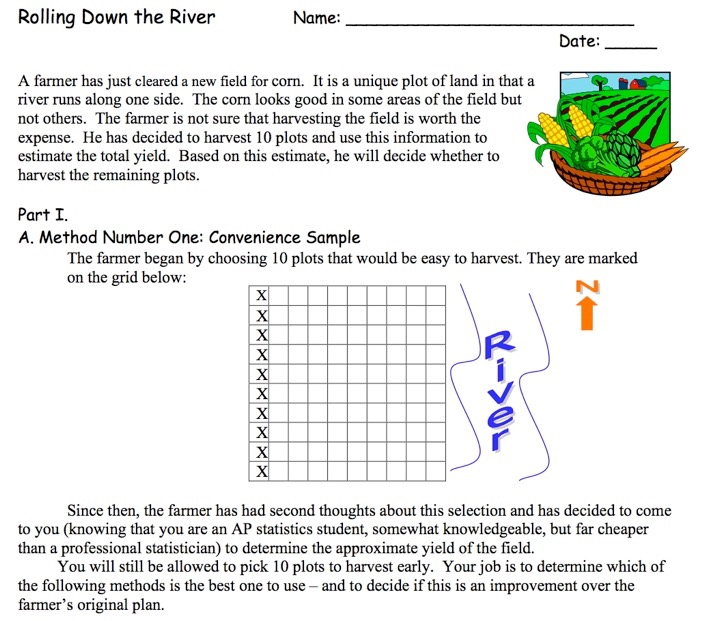 Rolling Down the River Name: ________________________________
Date: ______
A farmer has just cleared a new field for corn. It is a unique plot of land in that a
river runs along one side. The corn looks good in some areas of the field but
not others. The farmer is not sure that harvesting the field is worth the
expense. He has decided to harvest 10 plots and use this information to
estimate the total yield. Based on this estimate, he will decide whether to
harvest the remaining plots.
Part I.
A. Method Number One: Convenience Sample
The farmer began by choosing 10 plots that would be easy to harvest. They are marked
on the grid below:
N
X
X
X
X
X
X
X
X
X
X
River
Since then, the farmer has had second thoughts about this selection and has decided to come
to you (knowing that you are an AP statistics student, somewhat knowledgeable, but far cheaper
than a professional statistician) to determine the approximate yield of the field.
You will still be allowed to pick 10 plots to harvest early. Your job is to determine which of
the following methods is the best one to use – and to decide if this is an improvement over the
farmer's original plan.